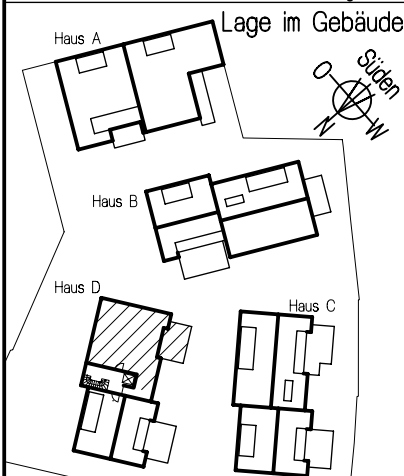 Lage im Gebäude
Haus A
Süden
O
N
W
Haus B
Haus D
Haus C